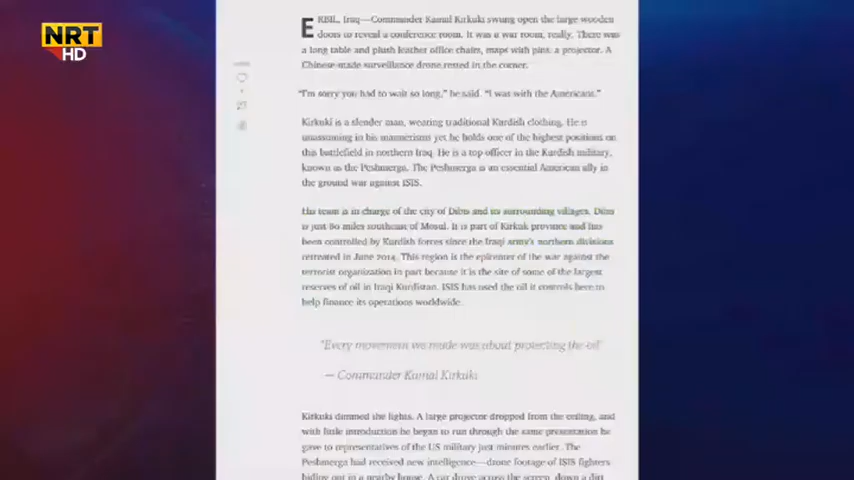 NRT
HD
ERBIL, Iraq—Commander Kamal Kirkuki swung open the large wooden
doors to reveal a conference room. It was a war room, really. There was
a long table and plush leather office chairs, maps with pins, a projector. A
Chinese-made surveillance drone rested in the corner.
"I'm sorry you had to wait so long," he said. "I was with the Americans."
Kirkuki is a slender man, wearing traditional Kurdish clothing. He is
unassuming in his mannerisms yet he holds one of the highest positions on
this battlefield in northern Iraq. He is a top officer in the Kurdish military,
known as the Peshmerga. The Peshmerga is an essential American ally in
the ground war against ISIS.
His team is in charge of the city of Dibis and its surrounding villages. Dibis
is just 80 miles southeast of Mosul. It is part of Kirkuk province and has
been controlled by Kurdish forces since the Iraqi army's northern divisions
retreated in June 2014. This region is the epicenter of the war against the
terrorist organization in part because it is the site of some of the largest
reserves of oil in Iraqi Kurdistan. ISIS has used the oil it controls here to
help finance its operations worldwide.
"Every movement we made was about protecting the oil"
— Commander Kamal Kirkuki
Kirkuki dimmed the lights. A large projector dropped from the ceiling, and
with little introduction he began to run through the same presentation he
gave to representatives of the US military just minutes earlier. The
Peshmerga had received new intelligence—drone footage of ISIS fighters
hiding out in a nearby house. A car drove across the screen, down a dirt